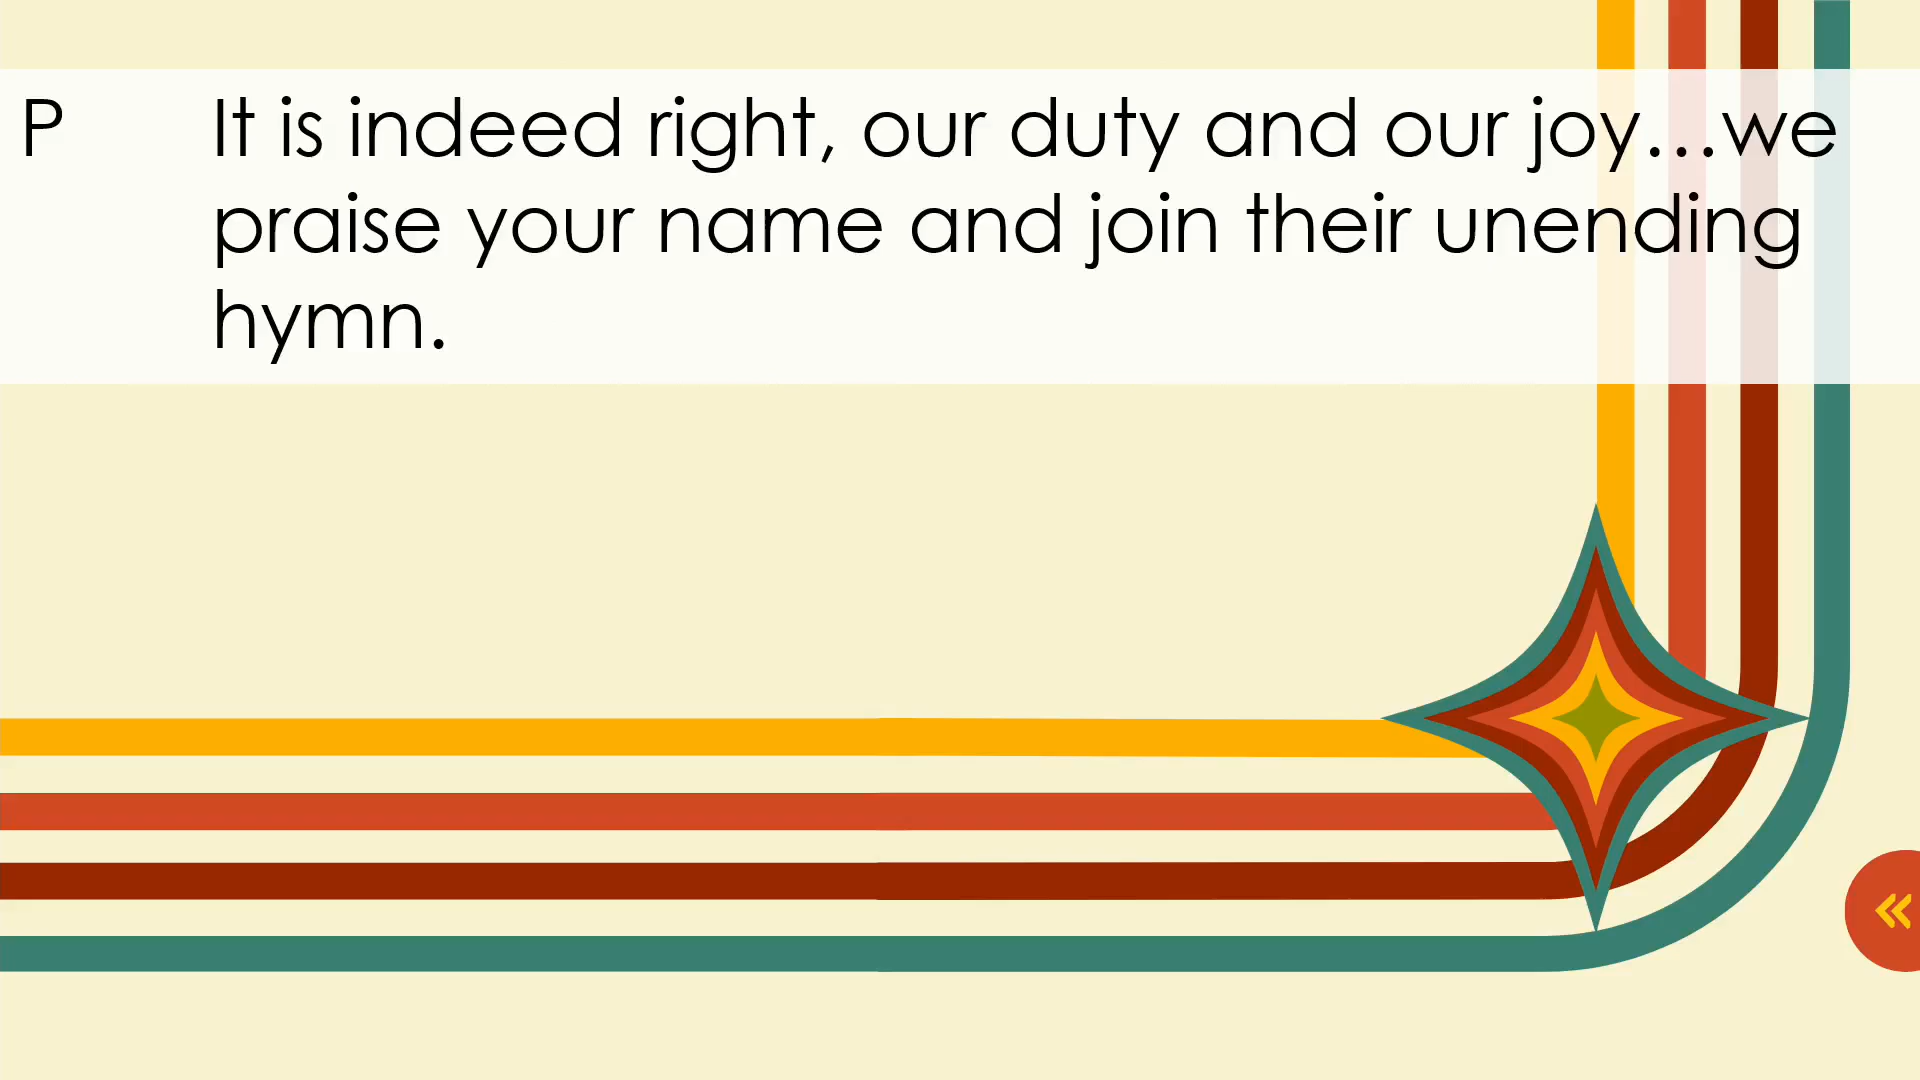 P It is indeed right, our duty and our joy…we
praise your name and join their unending
hymn.